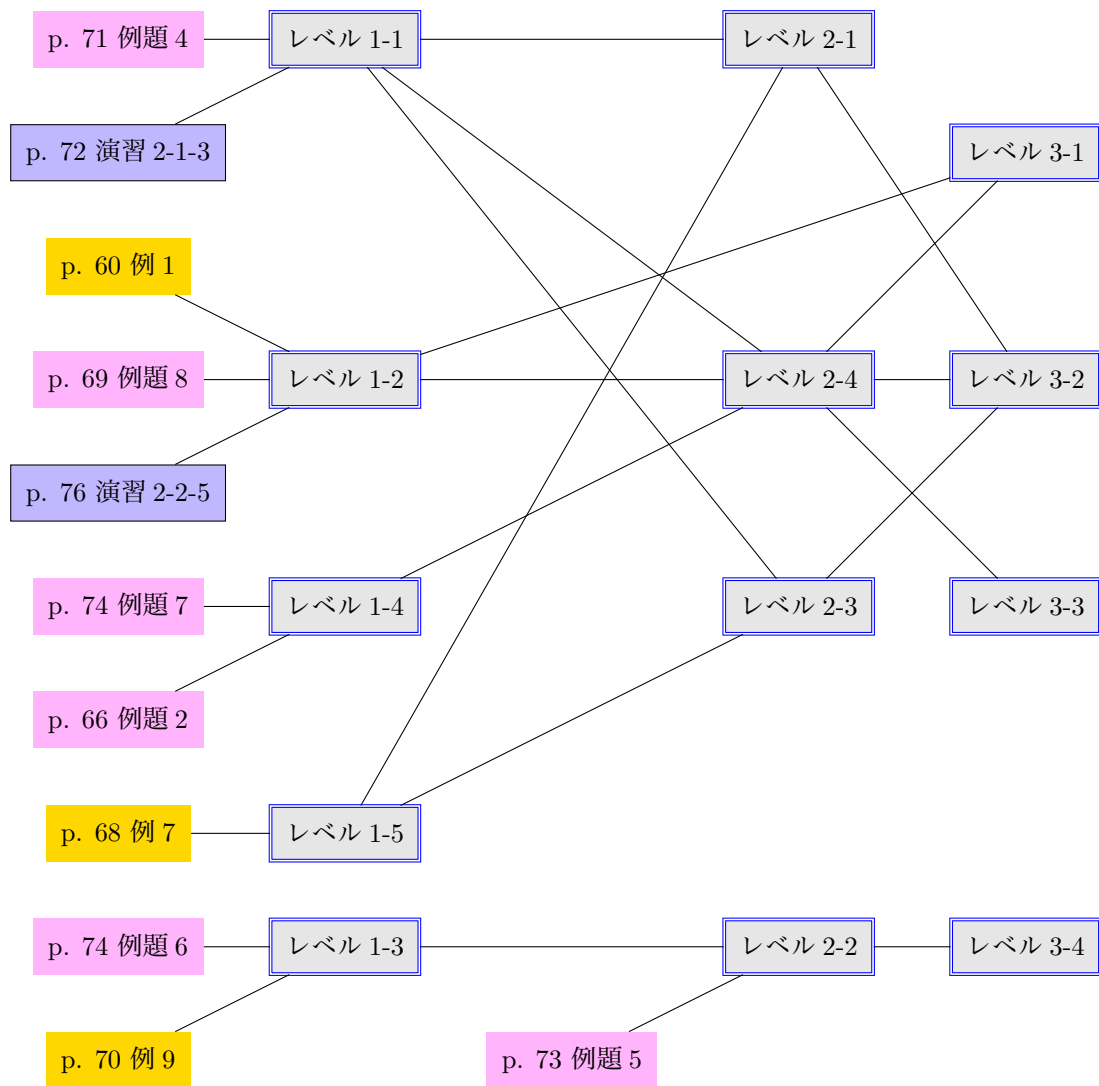 p. 71 例題 4
レベル 1-1
レベル 2-1
p. 72 演習 2-1-3
レベル 3-1
p. 60 例 1
p. 69 例題 8
レベル 1-2
レベル 2-4
レベル 3-2
p. 76 演習 2-2-5
p. 74 例題 7
レベル 1-4
レベル 2-3
レベル 3-3
p. 66 例題 2
p. 68 例 7
レベル 1-5
p. 74 例題 6
レベル 1-3
レベル 2-2
レベル 3-4
p. 70 例 9
p. 73 例題 5